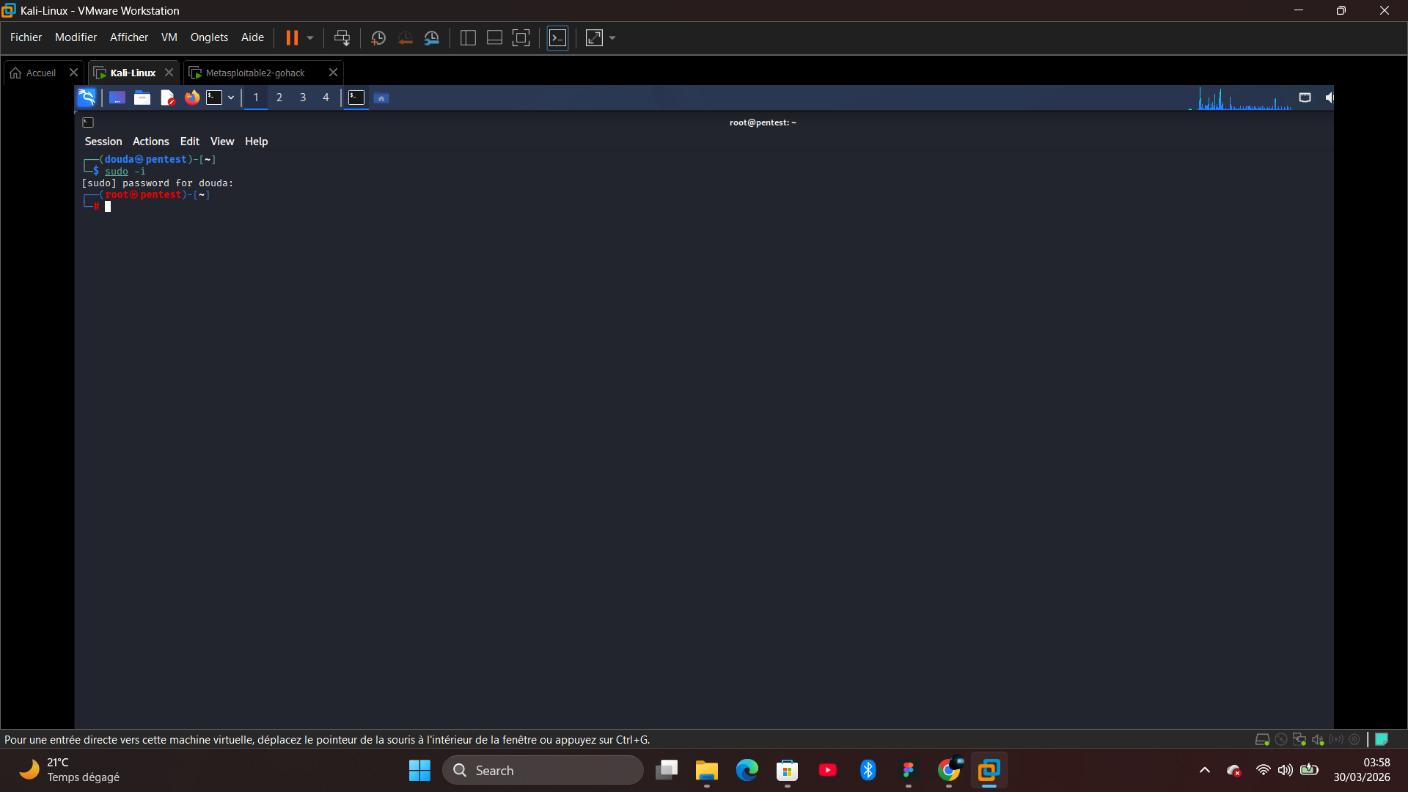 Kali-Linux - VMware Workstation
Fichier Modifier Afficher VM Onglets Aide
Accueil Kali-Linux Metasploitable2-gohack
1 2 3 4
root@pentest: ~
Session Actions Edit View Help
(douda㉿pentest)-[~]
$ sudo -i
[sudo] password for douda:
(root㉿pentest)-[~]
#
Pour une entrée directe vers cette machine virtuelle, déplacez le pointeur de la souris à l'intérieur de la fenêtre ou appuyez sur Ctrl+G.
21°C
Temps dégagé
Search
03:58
30/03/2026